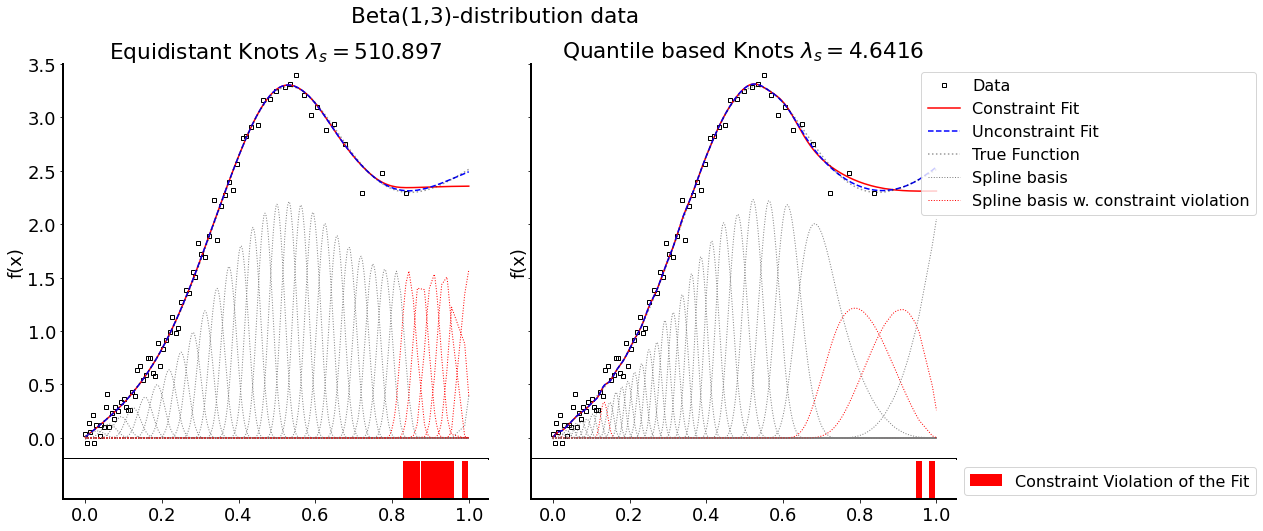 Beta(1,3)-distribution data
Equidistant Knots λₛ = 510.897
Quantile based Knots λₛ = 4.6416
3.5
3.0
2.5
2.0
1.5
1.0
0.5
0.0
f(x)
f(x)
Data
Constraint Fit
Unconstraint Fit
True Function
Spline basis
Spline basis w. constraint violation
Constraint Violation of the Fit
0.0 0.2 0.4 0.6 0.8 1.0
0.0 0.2 0.4 0.6 0.8 1.0